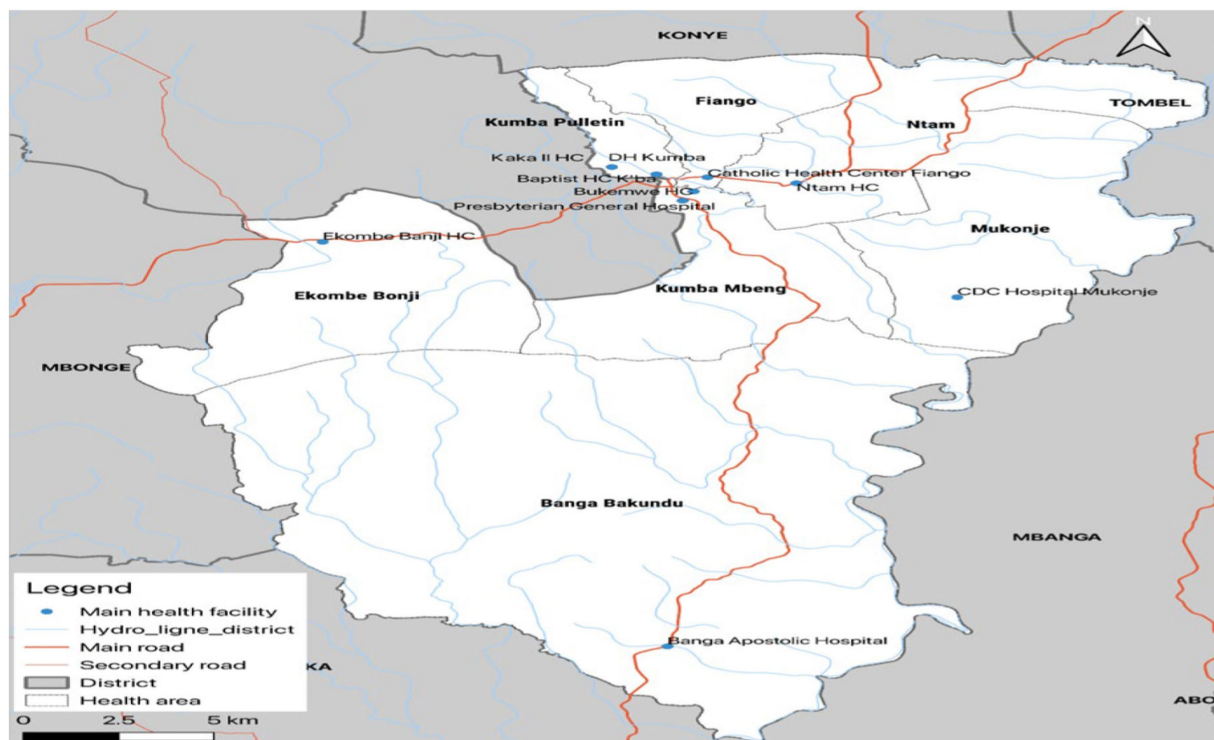 N
KONYE
Fiango
TOMBEL
Kumba Pulletin
Ntam
Kaka II HC
DH Kumba
Baptist HC K'ba
Catholic Health Center Fiango
Bukemwe HC
Ntam HC
Presbyterian General Hospital
Mukonje
Ekombe Banji HC
Ekombe Bonji
Kumba Mbeng
CDC Hospital Mukonje
MBONGE
Banga Bakundu
MBANGA
Legend
Main health facility
Hydro_ligne_district
Main road
Secondary road
District
Health area
Banga Apostolic Hospital
KA
ABO
0 2.5 5 km